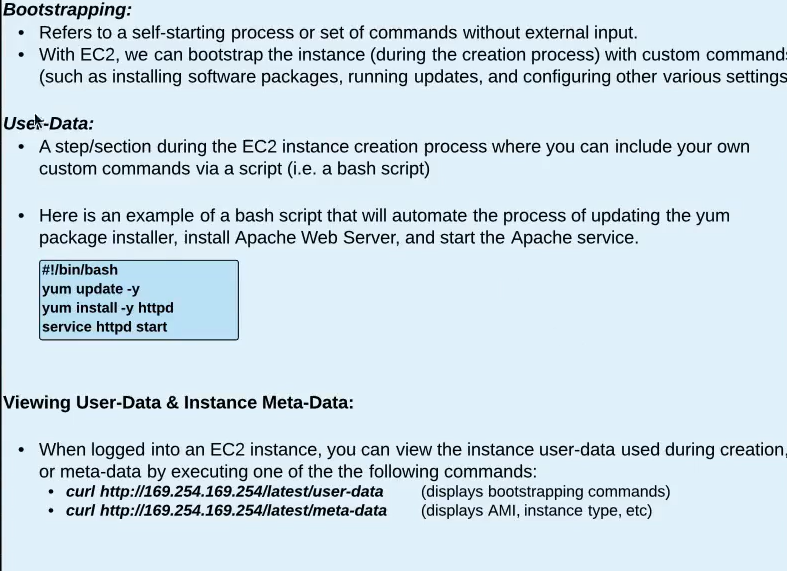 Bootstrapping:
• Refers to a self-starting process or set of commands without external input.
• With EC2, we can bootstrap the instance (during the creation process) with custom commands
(such as installing software packages, running updates, and configuring other various settings
User-Data:
• A step/section during the EC2 instance creation process where you can include your own
custom commands via a script (i.e. a bash script)
• Here is an example of a bash script that will automate the process of updating the yum
package installer, install Apache Web Server, and start the Apache service.
#!/bin/bash
yum update -y
yum install -y httpd
service httpd start
Viewing User-Data & Instance Meta-Data:
• When logged into an EC2 instance, you can view the instance user-data used during creation,
or meta-data by executing one of the the following commands:
• curl http://169.254.169.254/latest/user-data (displays bootstrapping commands)
• curl http://169.254.169.254/latest/meta-data (displays AMI, instance type, etc)